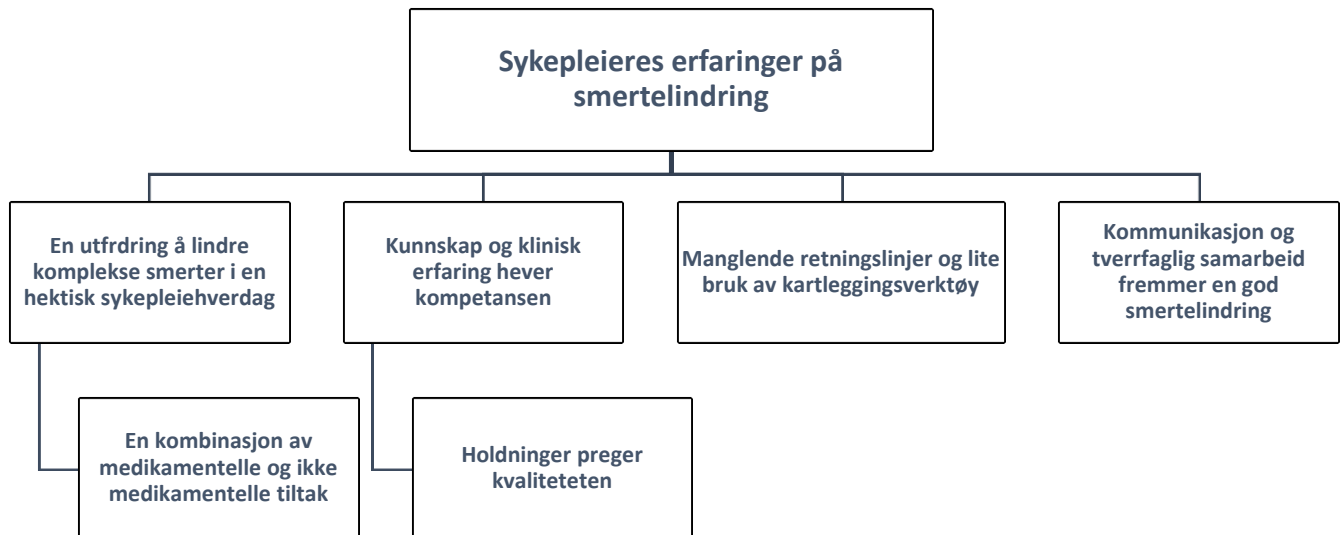 Sykepleieres erfaringer på
smertelindring
En utfrdring å lindre
komplekse smerter i en
hektisk sykepleiehverdag
Kunnskap og klinisk
erfaring hever
kompetansen
Manglende retningslinjer og lite
bruk av kartleggingsverktøy
Kommunikasjon og
tverrfaglig samarbeid
fremmer en god
smertelindring
En kombinasjon av
medikamentelle og ikke
medikamentelle tiltak
Holdninger preger
kvaliteteten